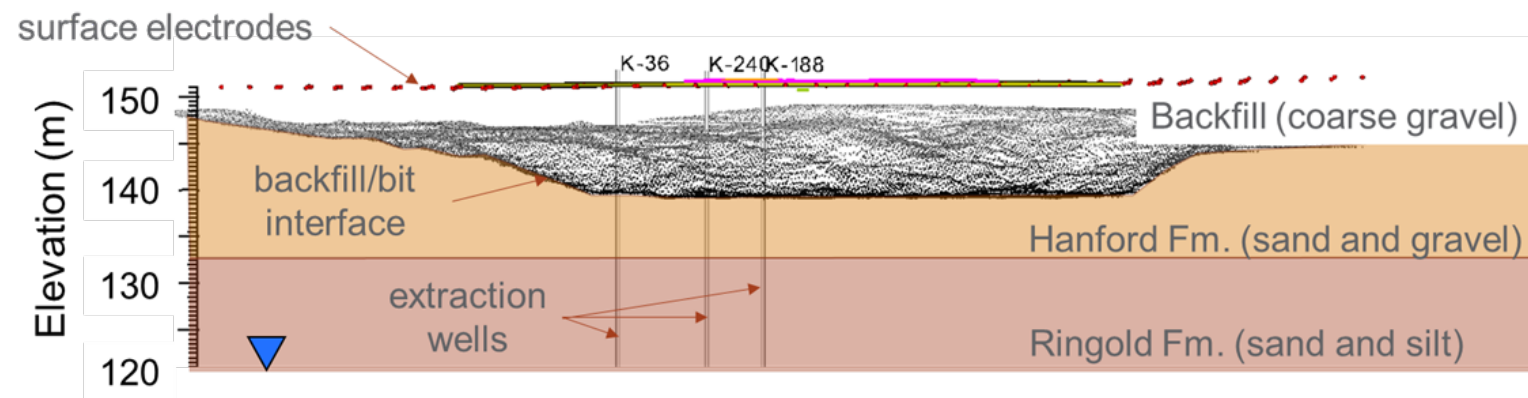 surface electrodes
K-36
K-240
K-188
150
Backfill (coarse gravel)
Elevation (m)
backfill/bit
interface
140
Hanford Fm. (sand and gravel)
130
extraction
wells
Ringold Fm. (sand and silt)
120